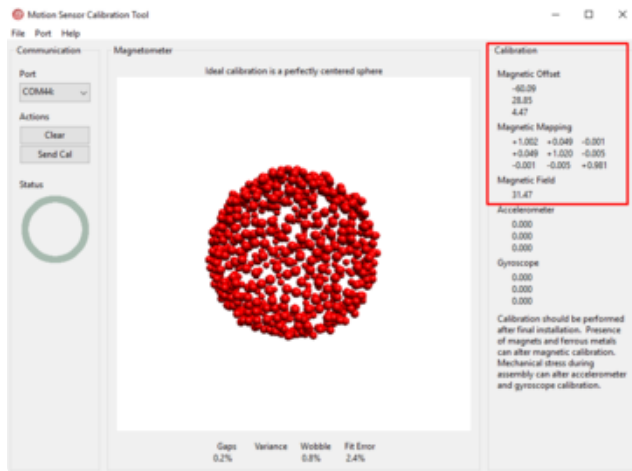 Motion Sensor Calibration Tool
File Port Help
Communication
Port
COM44:
Actions
Clear
Send Cal
Status
Magnetometer
Ideal calibration is a perfectly centered sphere
Gaps Variance Wobble Fit Error
0.2% 0.8% 2.4%
Calibration
Magnetic Offset
-60.09
28.85
4.47
Magnetic Mapping
+1.002 +0.049 -0.001
+0.049 +1.020 -0.005
-0.001 -0.005 +0.981
Magnetic Field
31.47
Accelerometer
0.000
0.000
0.000
Gyroscope
0.000
0.000
0.000
Calibration should be performed
after final installation. Presence
of magnets and ferrous metals
can alter magnetic calibration.
Mechanical stress during
assembly can alter accelerometer
and gyroscope calibration.